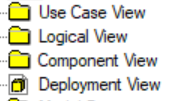 Use Case View
Logical View
Component View
Deployment View